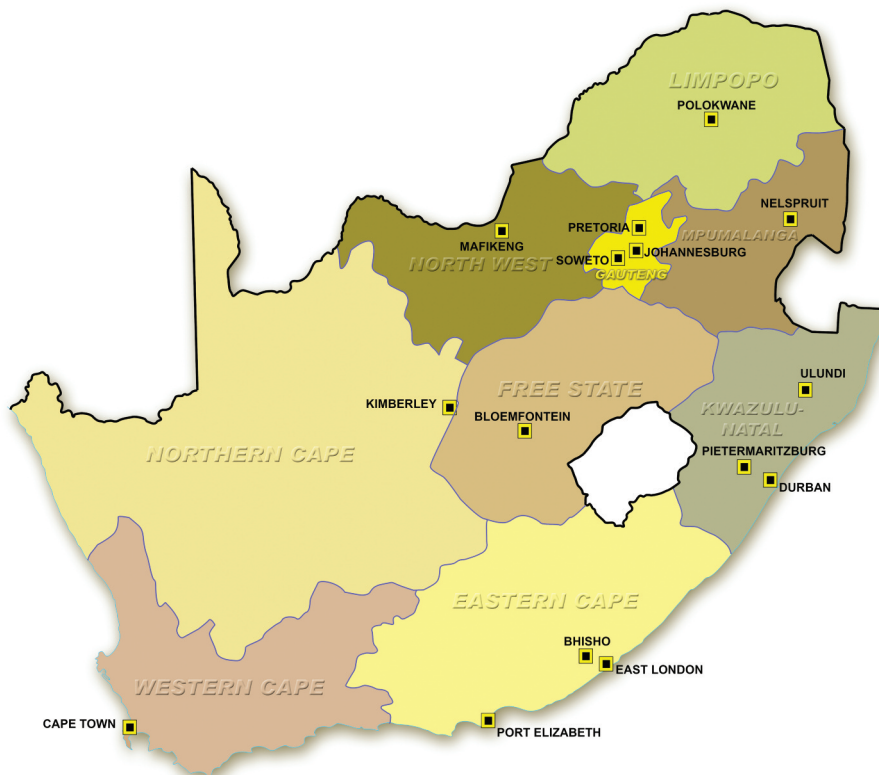 LIMPOPO
POLOKWANE
NELSPRUIT
PRETORIA
MPUMALANGA
MAFIKENG
NORTH WEST
SOWETO
JOHANNESBURG
GAUTENG
ULUNDI
FREE STATE
KIMBERLEY
BLOEMFONTEIN
KWAZULU-
NATAL
NORTHERN CAPE
PIETERMARITZBURG
DURBAN
EASTERN CAPE
BHISHO
EAST LONDON
WESTERN CAPE
CAPE TOWN
PORT ELIZABETH